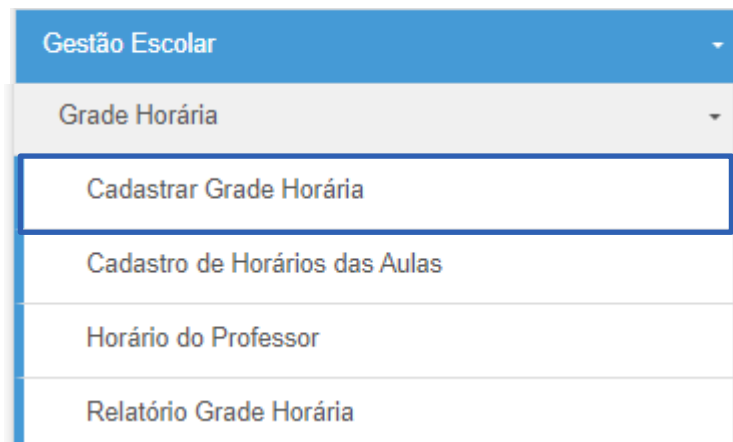 Gestão Escolar
Grade Horária
Cadastrar Grade Horária
Cadastro de Horários das Aulas
Horário do Professor
Relatório Grade Horária